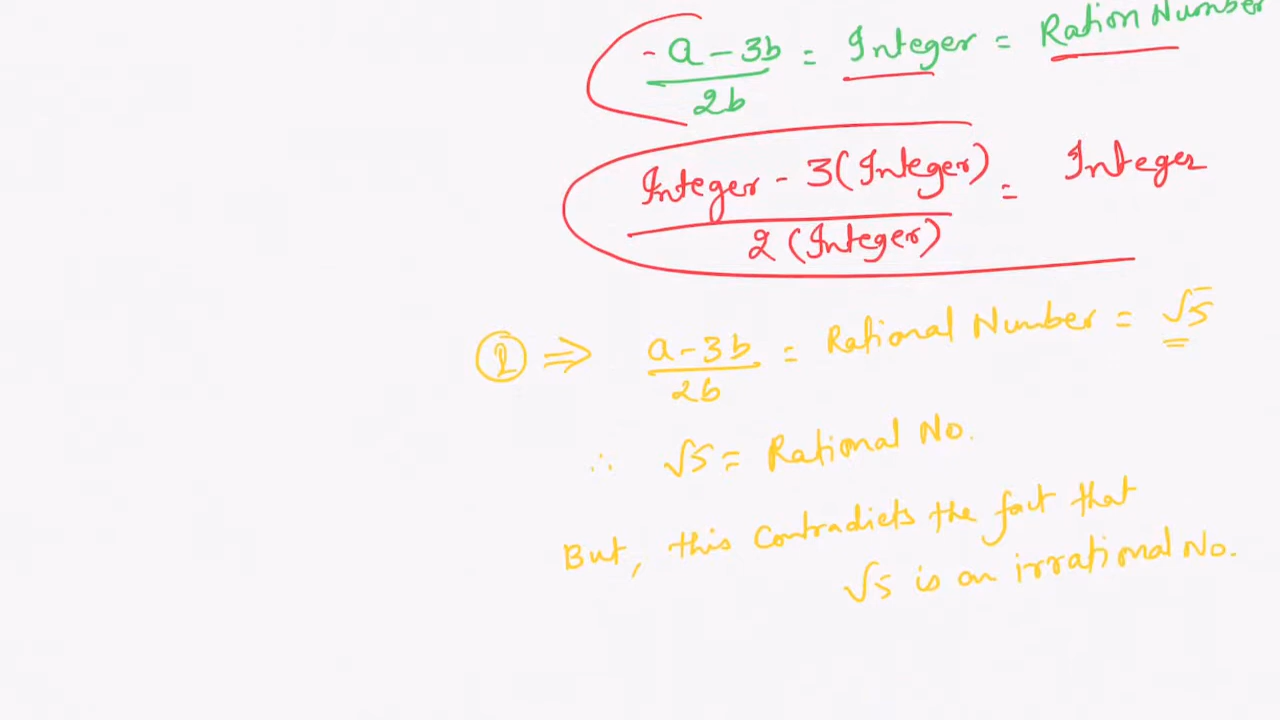 - a - 3b / 2b = Integer = Ration Number
Integer - 3(Integer) / 2 (Integer) = Integer
① ⇒ a - 3b / 2b = Rational Number = √5
∴ √5 = Rational No.
But, this contradicts the fact that
√5 is an irrational No.